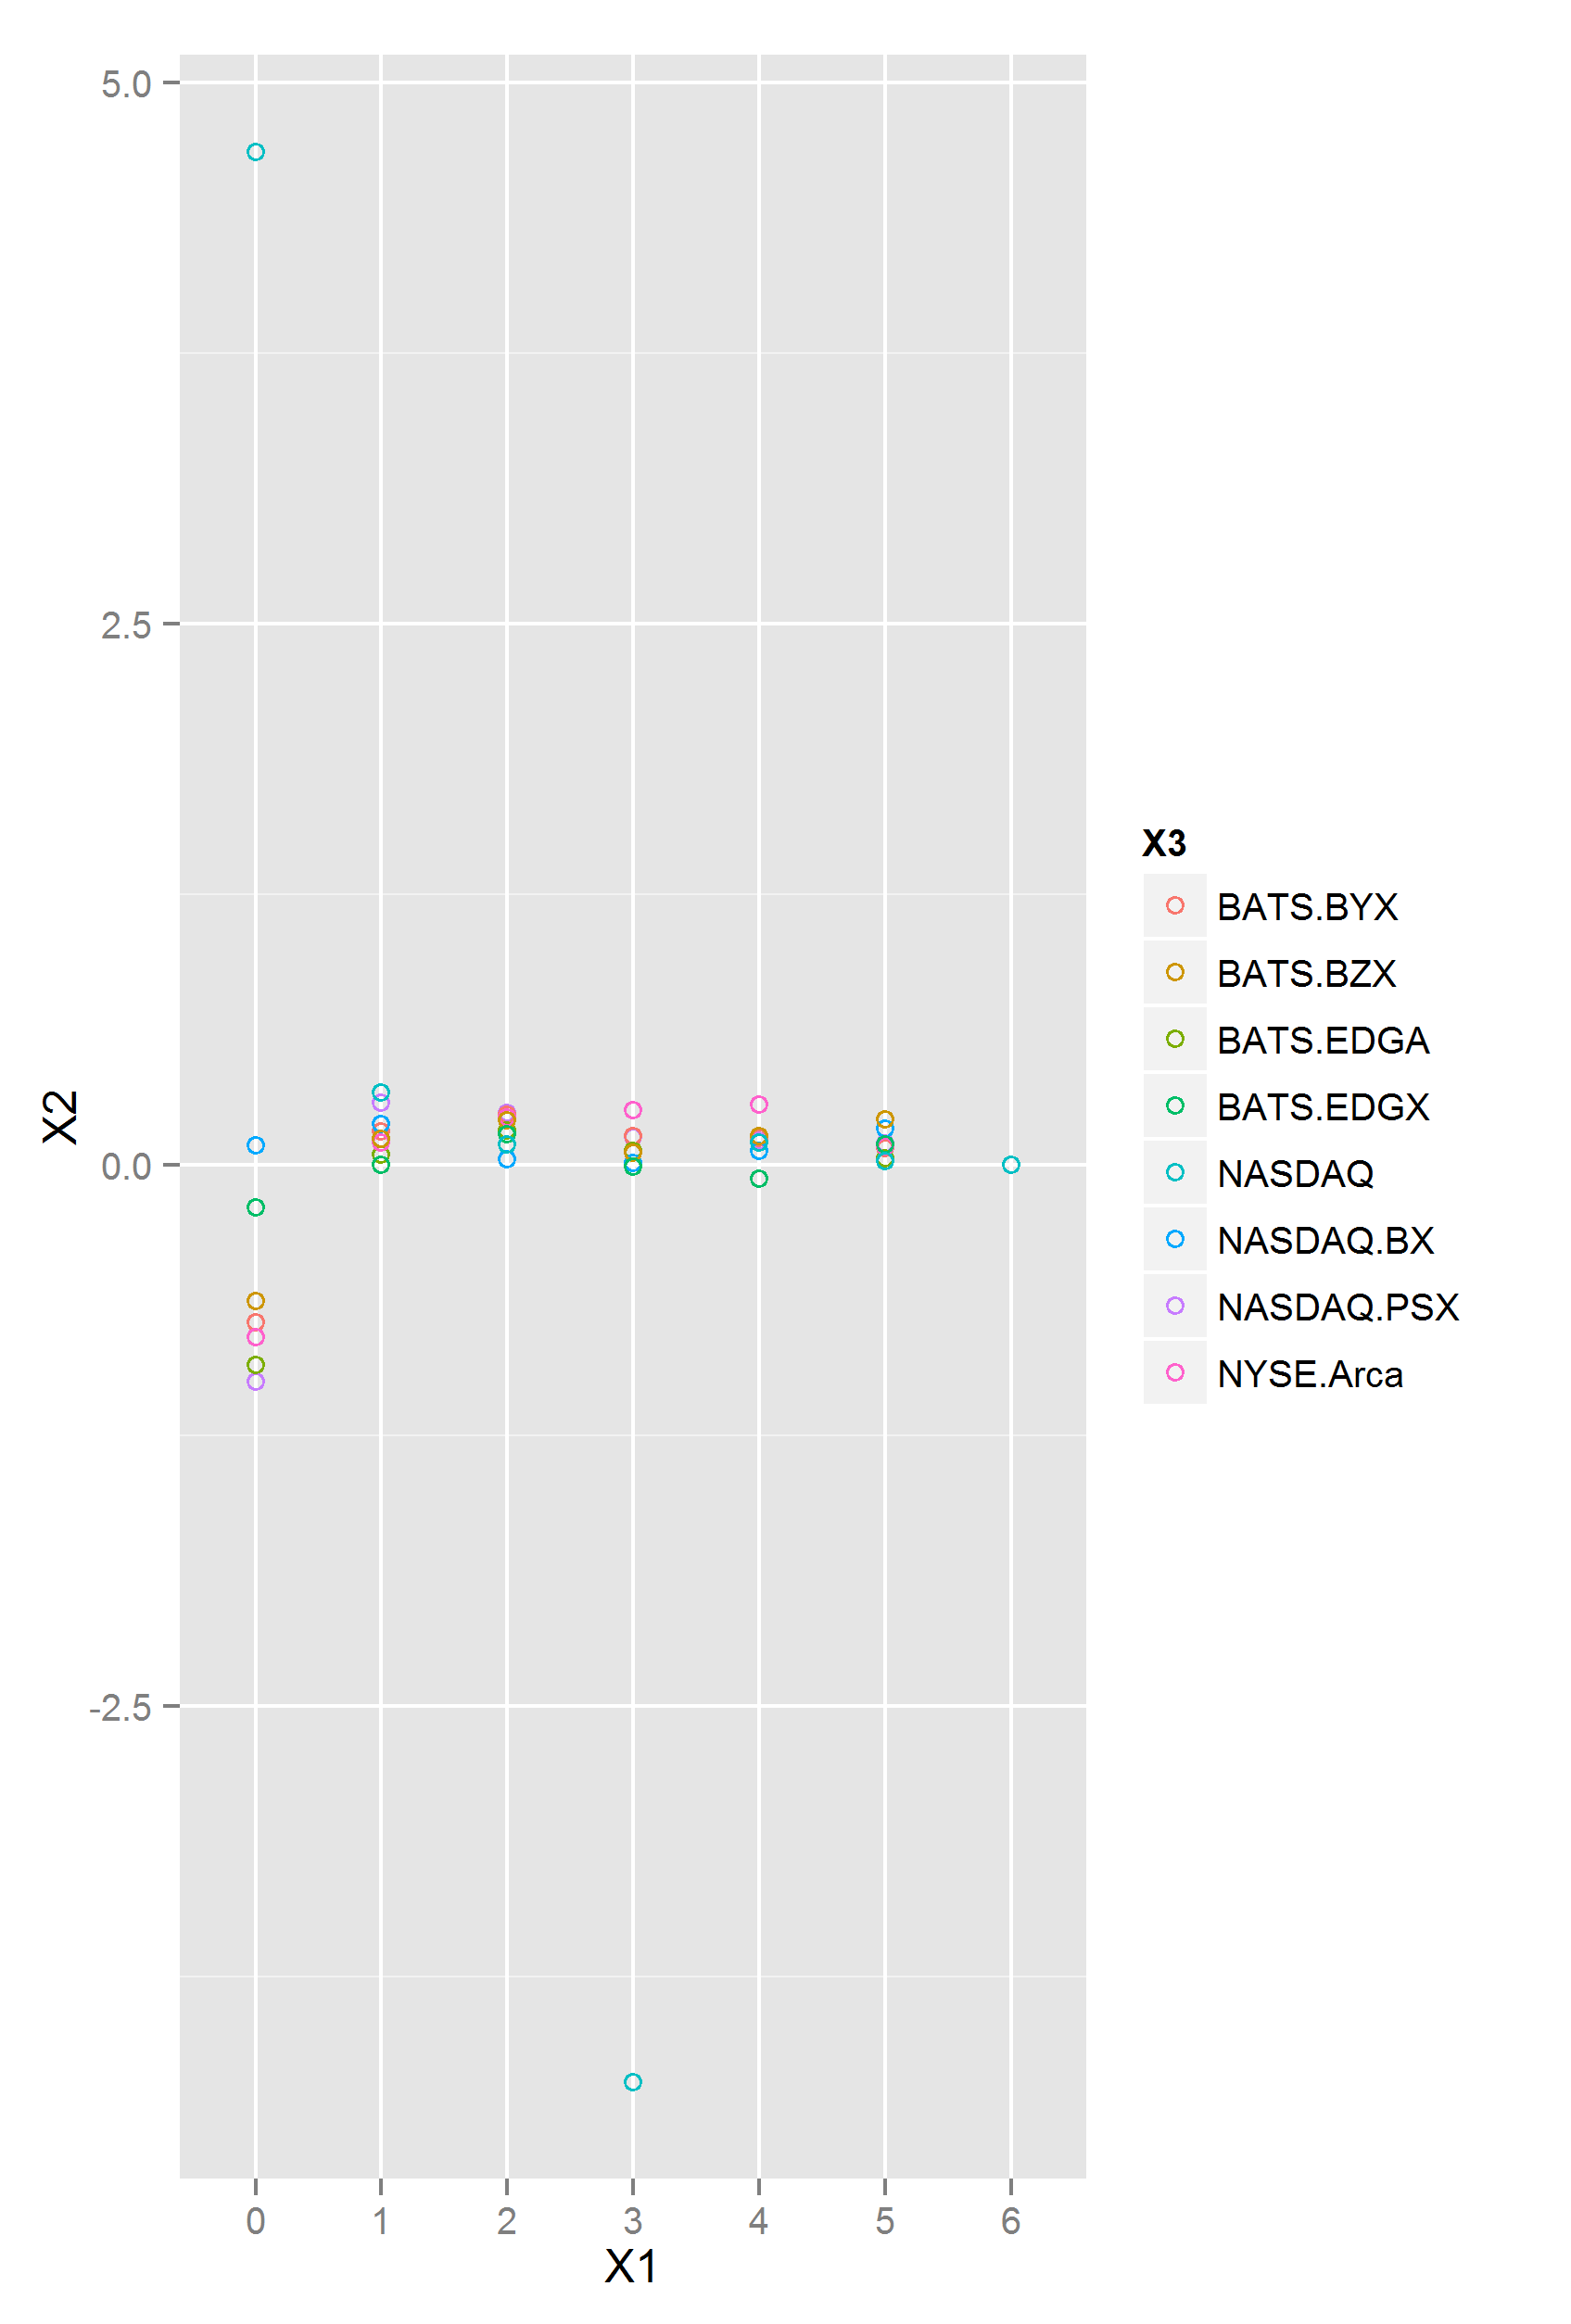 5.0
2.5
0.0
-2.5
X2
0 1 2 3 4 5 6
X1
X3
BATS.BYX
BATS.BZX
BATS.EDGA
BATS.EDGX
NASDAQ
NASDAQ.BX
NASDAQ.PSX
NYSE.Arca